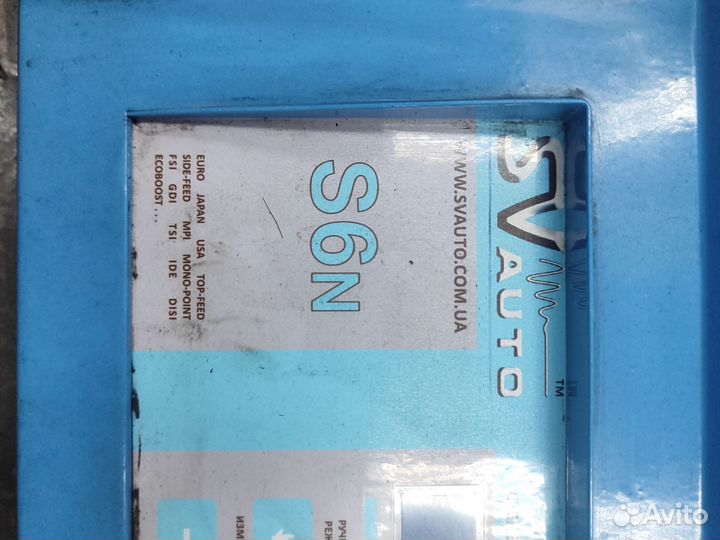 SV
AUTO
TM
WWW.SVAUTO.COM.UA
S6N
EURO JAPAN USA TOP-FEED
SIDE-FEED MPI MONO-POINT
FSI GDI TSI IDE DISI
ECOBOOST...
Avito